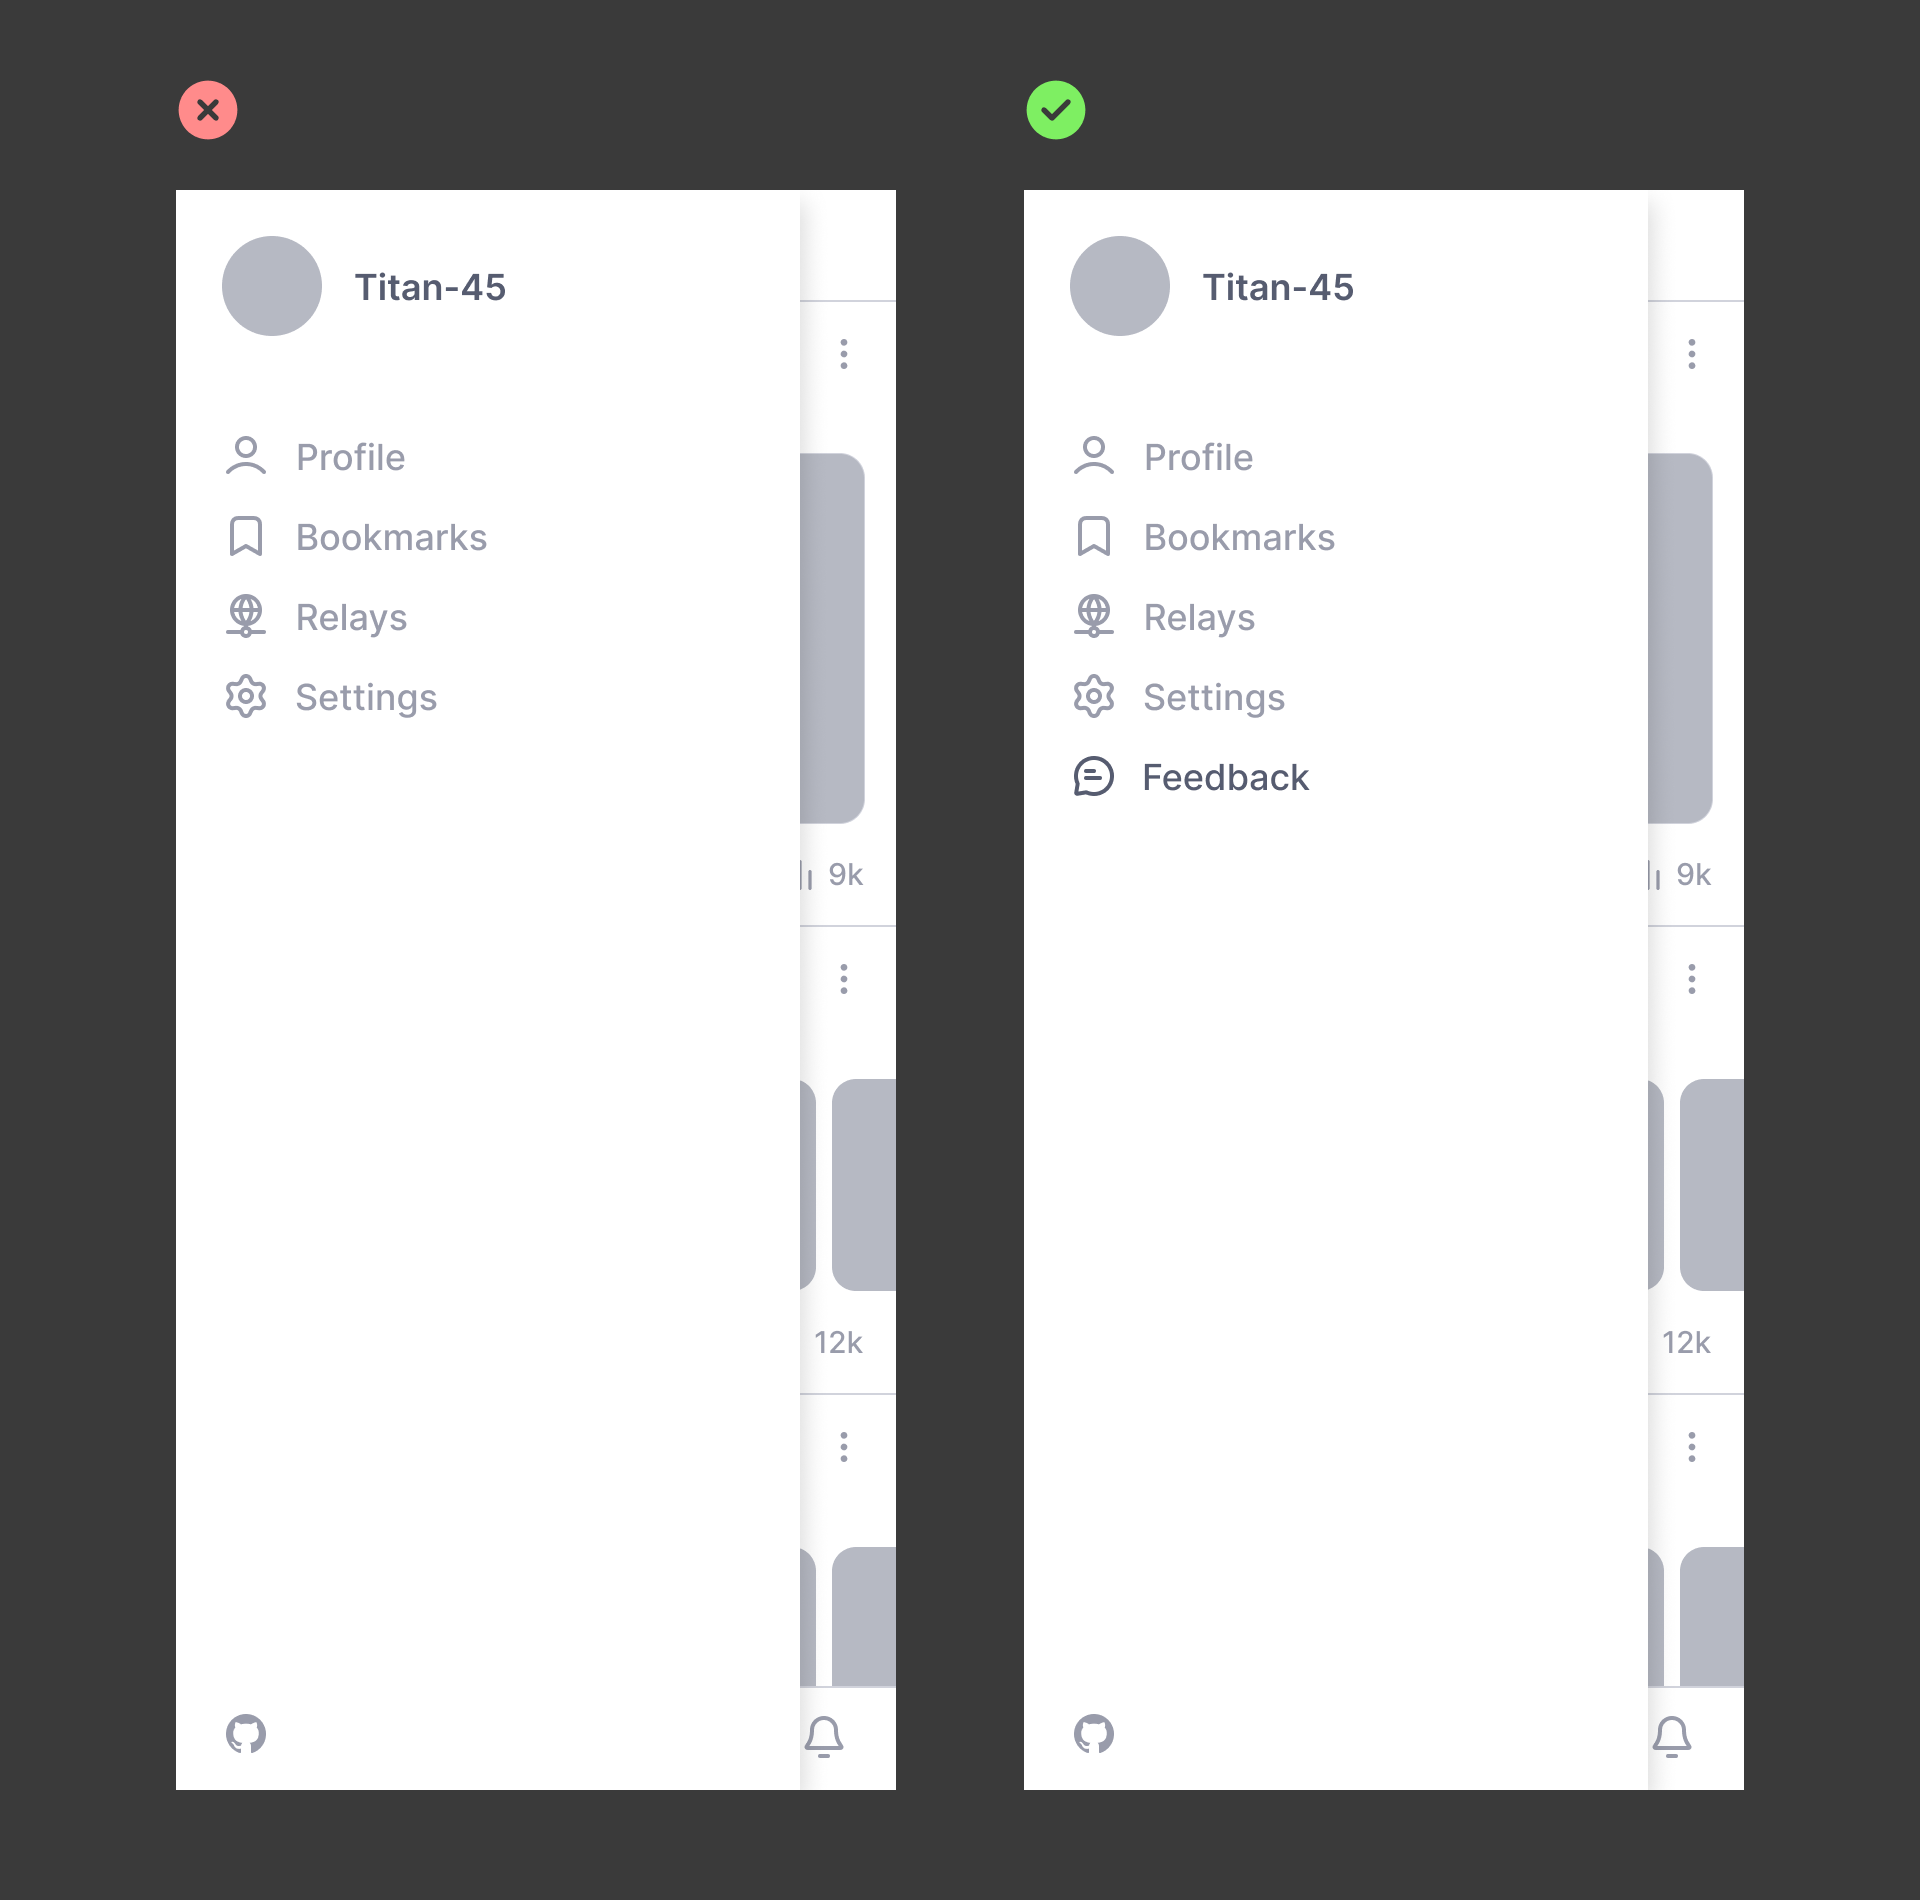 Titan-45
Profile
Bookmarks
Relays
Settings
9k
12k
Titan-45
Profile
Bookmarks
Relays
Settings
Feedback
9k
12k